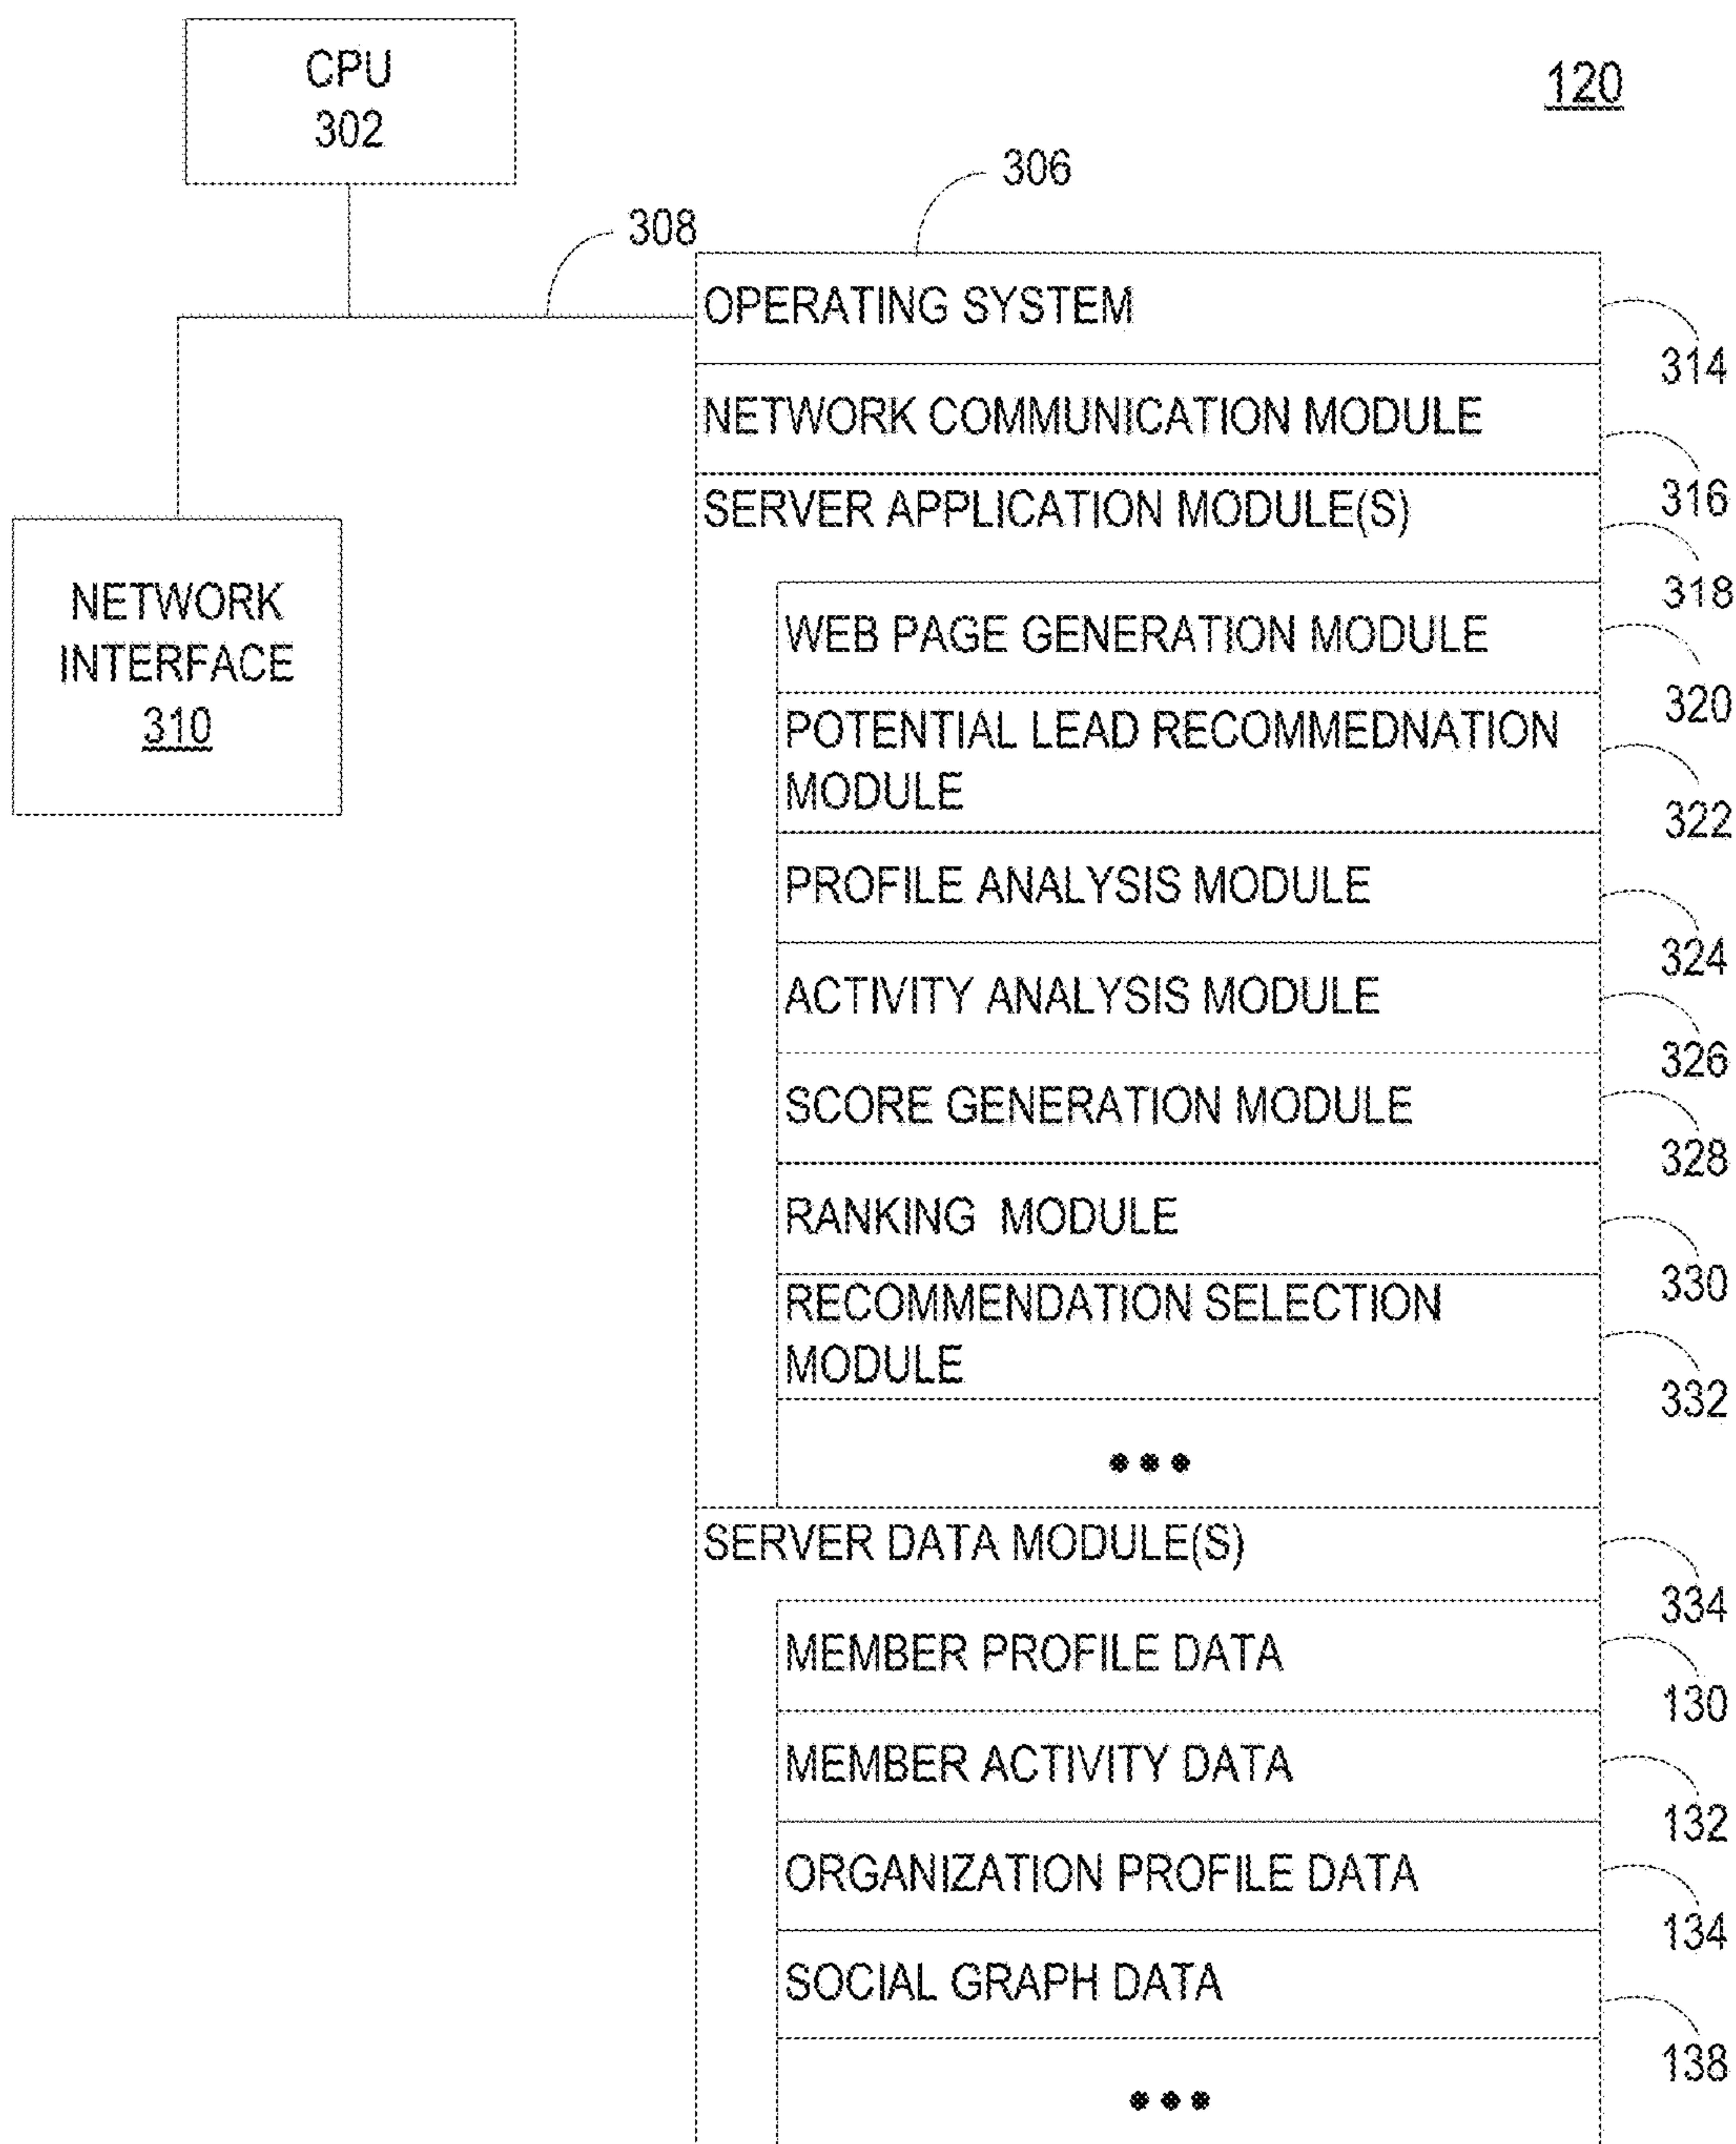 CPU
302
120
306
308
OPERATING SYSTEM
314
NETWORK COMMUNICATION MODULE
316
SERVER APPLICATION MODULE(S)
318
NETWORK
INTERFACE
310
WEB PAGE GENERATION MODULE
320
POTENTIAL LEAD RECOMMEDNATION
MODULE
322
PROFILE ANALYSIS MODULE
324
ACTIVITY ANALYSIS MODULE
326
SCORE GENERATION MODULE
328
RANKING MODULE
330
RECOMMENDATION SELECTION
MODULE
332
•••
SERVER DATA MODULE(S)
334
MEMBER PROFILE DATA
130
MEMBER ACTIVITY DATA
132
ORGANIZATION PROFILE DATA
134
SOCIAL GRAPH DATA
138
•••